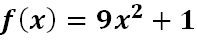 f(x) = 9x² + 1